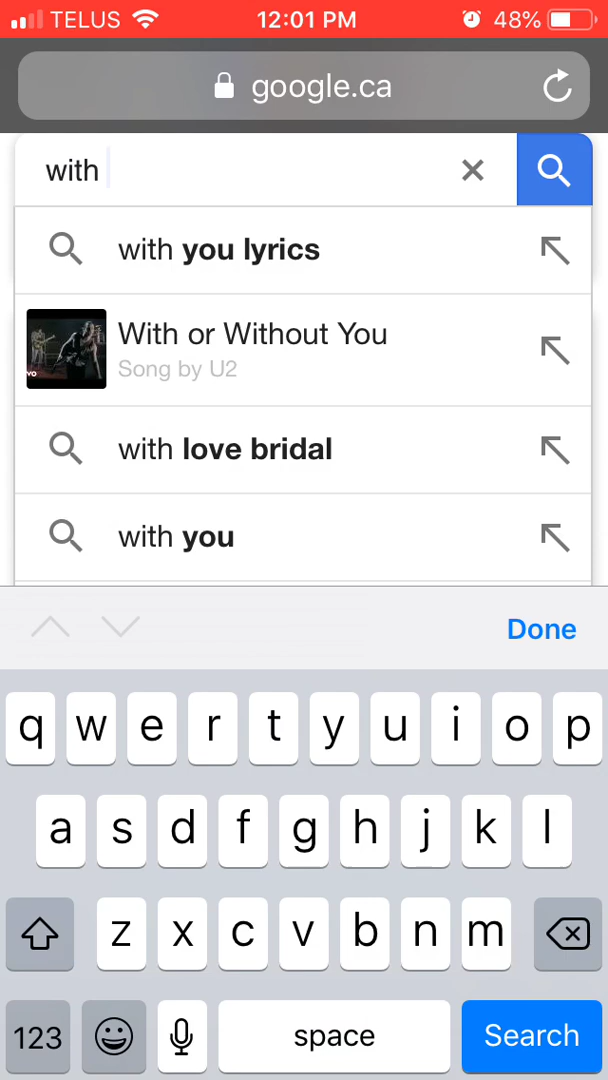 TELUS 12:01 PM 48%
google.ca
with
with you lyrics
With or Without You
Song by U2
with love bridal
with you
Done
q w e r t y u i o p
a s d f g h j k l
z x c v b n m
123 space Search